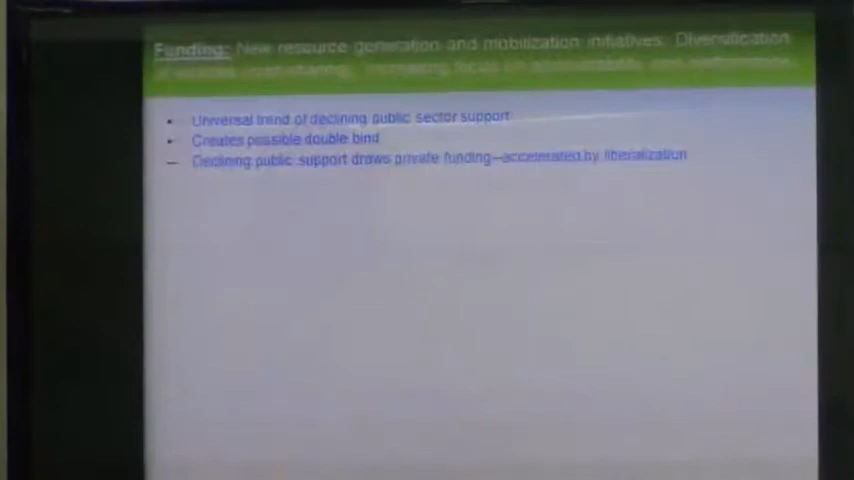 Funding: New resource generation and mobilization initiatives. Diversification
• Universal trend of declining public sector support
• Creates possible double bind
– Declining public support draws private funding–accelerated by liberalization